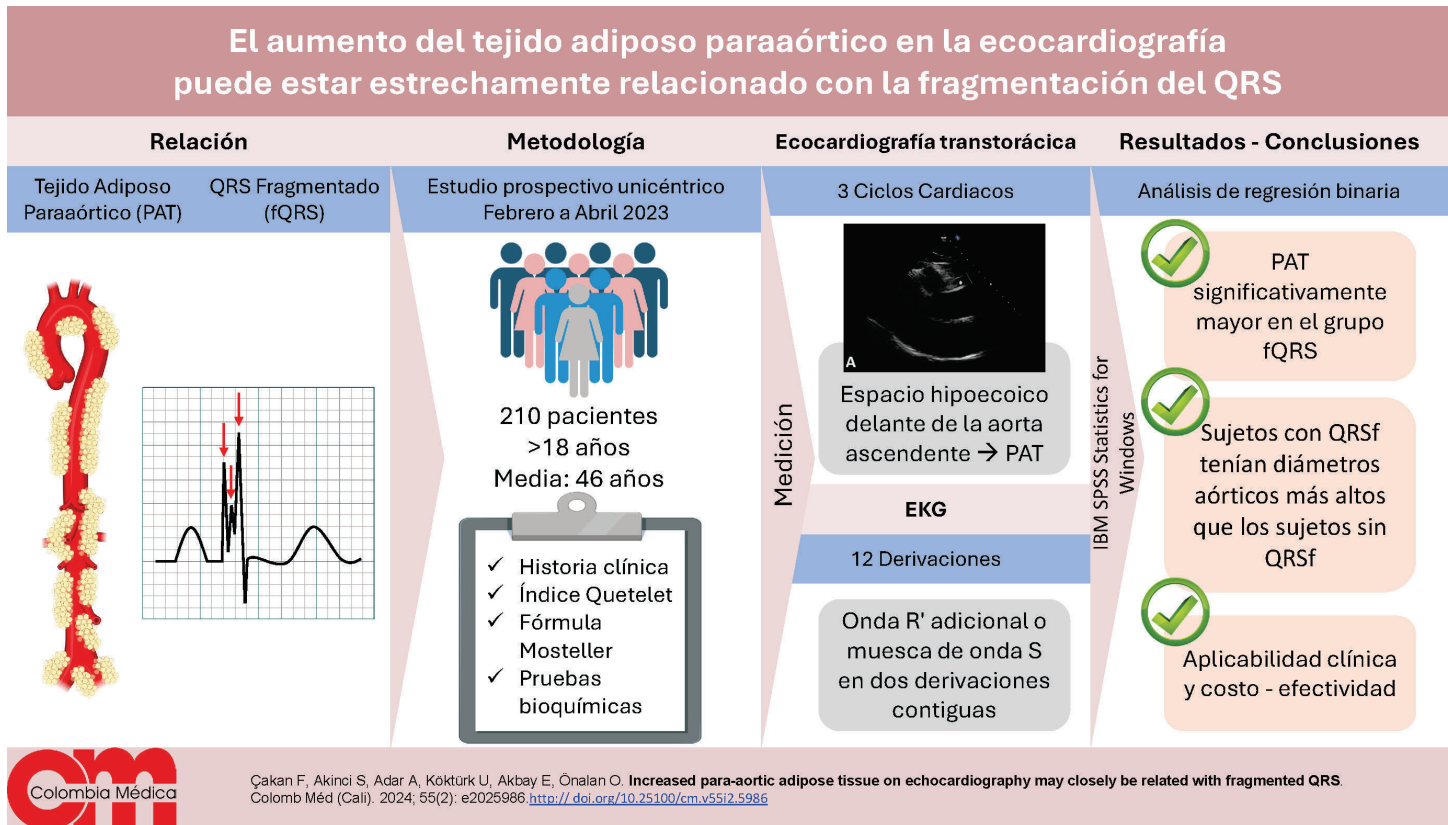 El aumento del tejido adiposo paraaórtico en la ecocardiografía
puede estar estrechamente relacionado con la fragmentación del QRS
Relación
Tejido Adiposo
Paraaórtico (PAT)
QRS Fragmentado
(fQRS)
Metodología
Estudio prospectivo unicéntrico
Febrero a Abril 2023
210 pacientes
>18 años
Media: 46 años
✓ Historia clínica
✓ Índice Quetelet
✓ Fórmula
Mosteller
✓ Pruebas
bioquímicas
Medición
Ecocardiografía transtorácica
3 Ciclos Cardiacos
A
Espacio hipoecoico
delante de la aorta
ascendente → PAT
EKG
12 Derivaciones
Onda R' adicional o
muesca de onda S
en dos derivaciones
contiguas
IBM SPSS Statistics for
Windows
Resultados - Conclusiones
Análisis de regresión binaria
PAT
significativamente
mayor en el grupo
fQRS
Sujetos con QRSf
tenían diámetros
aórticos más altos
que los sujetos sin
QRSf
Aplicabilidad clínica
y costo - efectividad
cm
Colombia Médica
Çakan F, Akinci S, Adar A, Köktürk U, Akbay E, Önalan O. Increased para-aortic adipose tissue on echocardiography may closely be related with fragmented QRS.
Colomb Méd (Cali). 2024; 55(2): e2025986.http:// doi.org/10.25100/cm.v55i2.5986